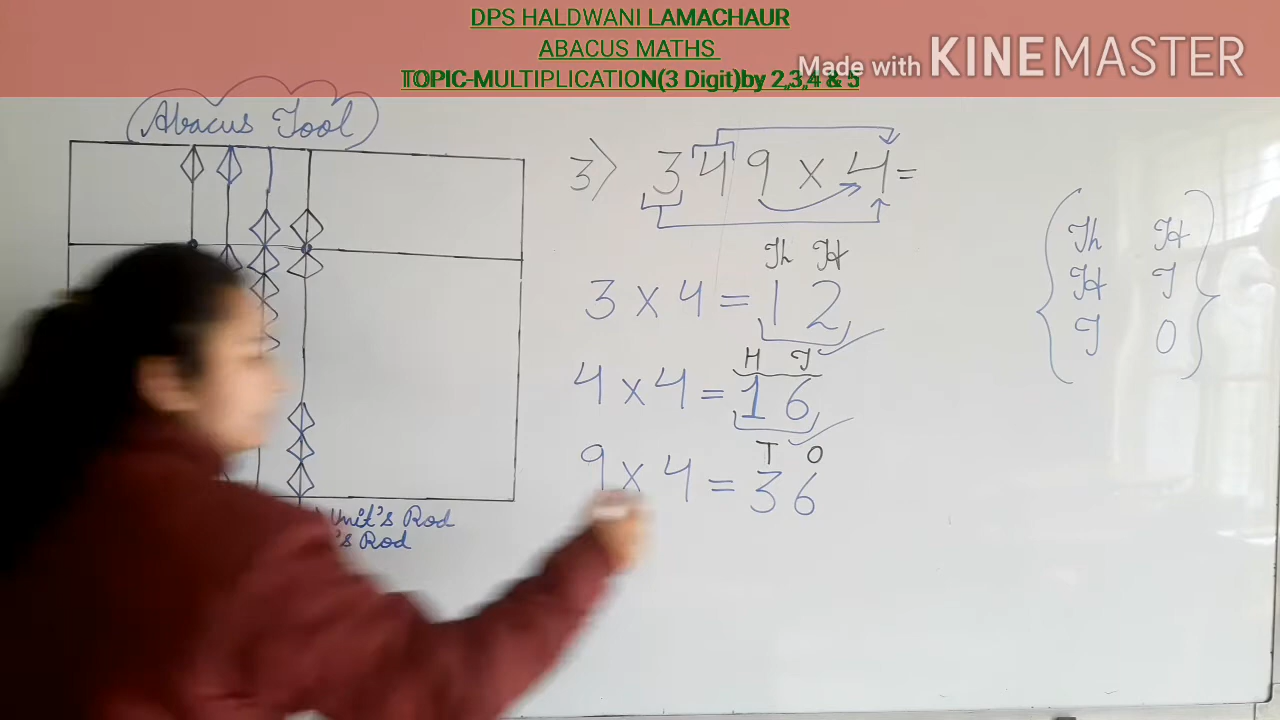 DPS HALDWANI LAMACHAUR
ABACUS MATHS
TOPIC-MULTIPLICATION(3 Digit)by 2,3,4 & 5
Made with KINEMASTER
Abacus Tool
3) 349 x 4 =
Th H
3 x 4 = 12
H T
4 x 4 = 16
T O
9 x 4 = 36
Th H
H T
T O
Unit's Rod
's Rod